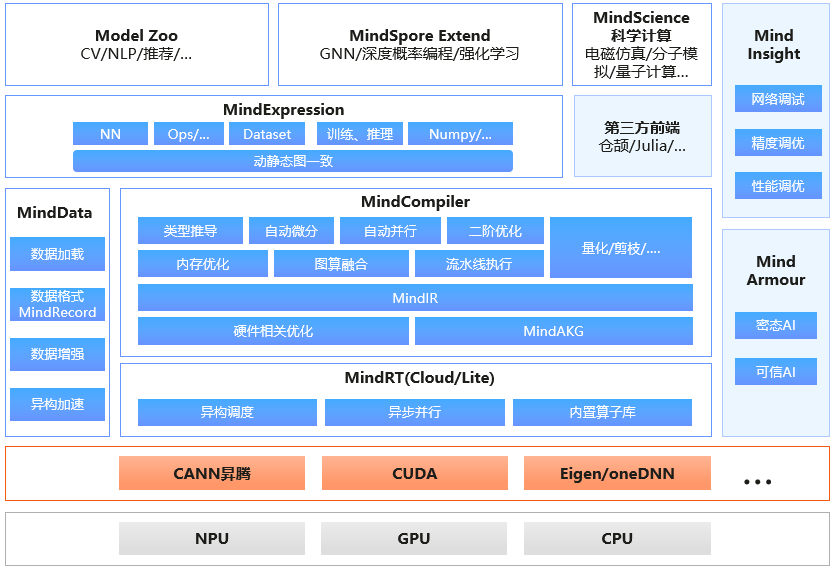 Model Zoo
CV/NLP/推荐/...
MindSpore Extend
GNN/深度概率编程/强化学习
MindScience
科学计算
电磁仿真/分子模
拟/量子计算...
Mind
Insight
网络调试
精度调优
性能调优
MindExpression
NN
Ops/...
Dataset
训练、推理
Numpy/...
动静态图一致
第三方前端
仓颉/Julia/...
MindData
数据加载
数据格式
MindRecord
数据增强
异构加速
MindCompiler
类型推导
自动微分
自动并行
二阶优化
量化/剪枝/....
内存优化
图算融合
流水线执行
MindIR
硬件相关优化
MindAKG
Mind
Armour
密态AI
可信AI
MindRT(Cloud/Lite)
异构调度
异步并行
内置算子库
CANN昇腾
CUDA
Eigen/oneDNN
...
NPU
GPU
CPU